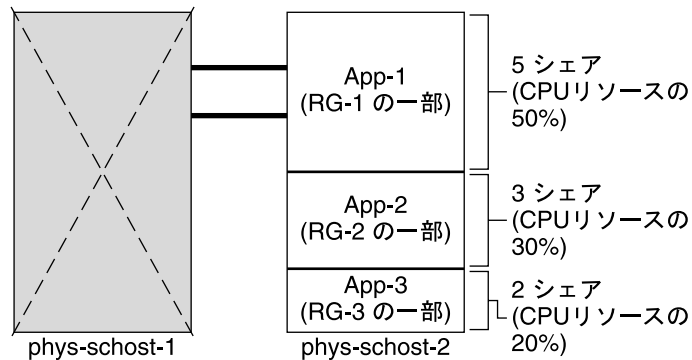 App-1
(RG-1 の一部)
5 シェア
(CPUリソースの
50%)
App-2
(RG-2 の一部)
3 シェア
(CPUリソースの
30%)
App-3
(RG-3 の一部)
2 シェア
(CPUリソースの
20%)
phys-schost-1
phys-schost-2